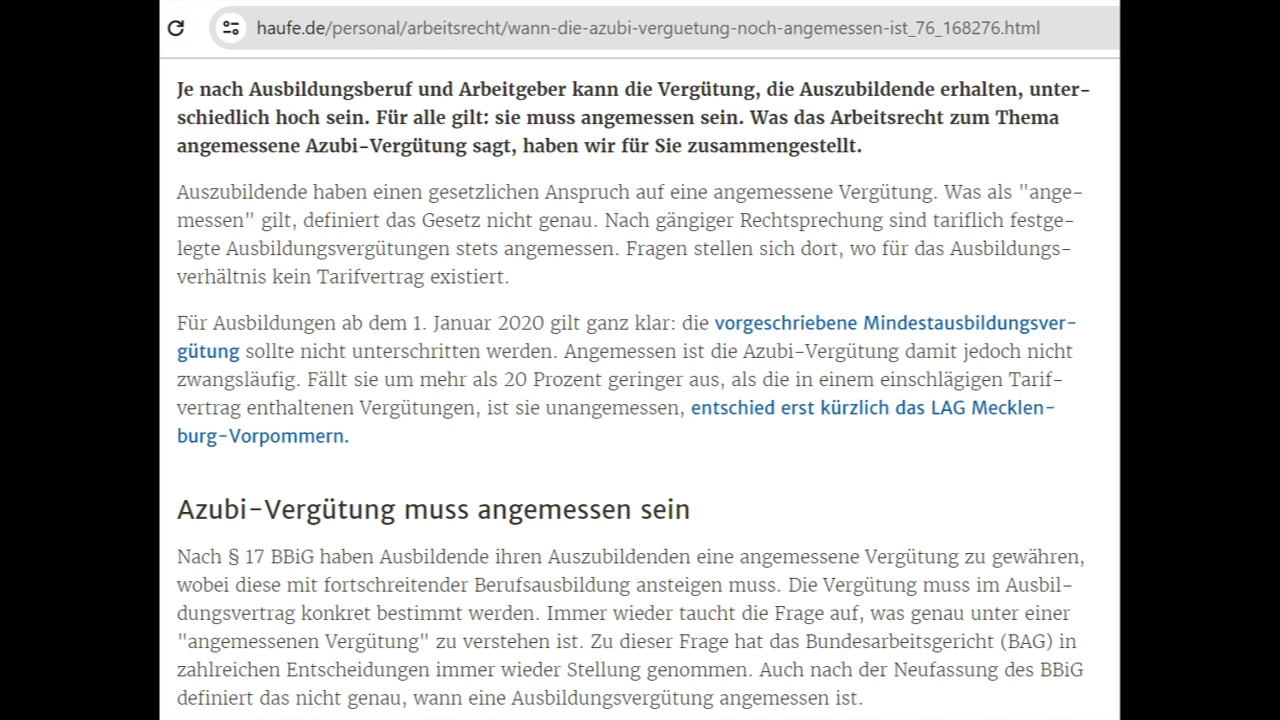 haufe.de/personal/arbeitsrecht/wann-die-azubi-verguetung-noch-angemessen-ist_76_168276.html
Je nach Ausbildungsberuf und Arbeitgeber kann die Vergütung, die Auszubildende erhalten, unter-
schiedlich hoch sein. Für alle gilt: sie muss angemessen sein. Was das Arbeitsrecht zum Thema
angemessene Azubi-Vergütung sagt, haben wir für Sie zusammengestellt.
Auszubildende haben einen gesetzlichen Anspruch auf eine angemessene Vergütung. Was als "ange-
messen" gilt, definiert das Gesetz nicht genau. Nach gängiger Rechtsprechung sind tariflich festge-
legte Ausbildungsvergütungen stets angemessen. Fragen stellen sich dort, wo für das Ausbildungs-
verhältnis kein Tarifvertrag existiert.
Für Ausbildungen ab dem 1. Januar 2020 gilt ganz klar: die vorgeschriebene Mindestausbildungsver-
gütung sollte nicht unterschritten werden. Angemessen ist die Azubi-Vergütung damit jedoch nicht
zwangsläufig. Fällt sie um mehr als 20 Prozent geringer aus, als die in einem einschlägigen Tarif-
vertrag enthaltenen Vergütungen, ist sie unangemessen, entschied erst kürzlich das LAG Mecklen-
burg-Vorpommern.
Azubi-Vergütung muss angemessen sein
Nach § 17 BBiG haben Ausbildende ihren Auszubildenden eine angemessene Vergütung zu gewähren,
wobei diese mit fortschreitender Berufsausbildung ansteigen muss. Die Vergütung muss im Ausbil-
dungsvertrag konkret bestimmt werden. Immer wieder taucht die Frage auf, was genau unter einer
"angemessenen Vergütung" zu verstehen ist. Zu dieser Frage hat das Bundesarbeitsgericht (BAG) in
zahlreichen Entscheidungen immer wieder Stellung genommen. Auch nach der Neufassung des BBiG
definiert das nicht genau, wann eine Ausbildungsvergütung angemessen ist.